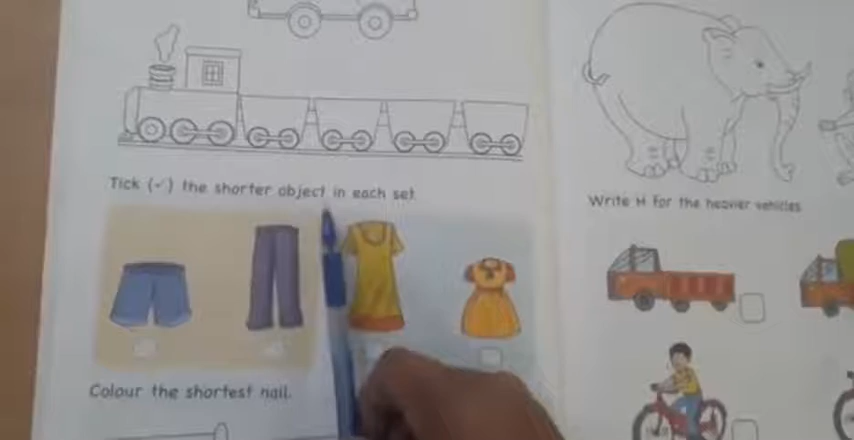 Tick (✓) the shorter object in each set.
Colour the shortest nail.
Write H for the heavier vehicles